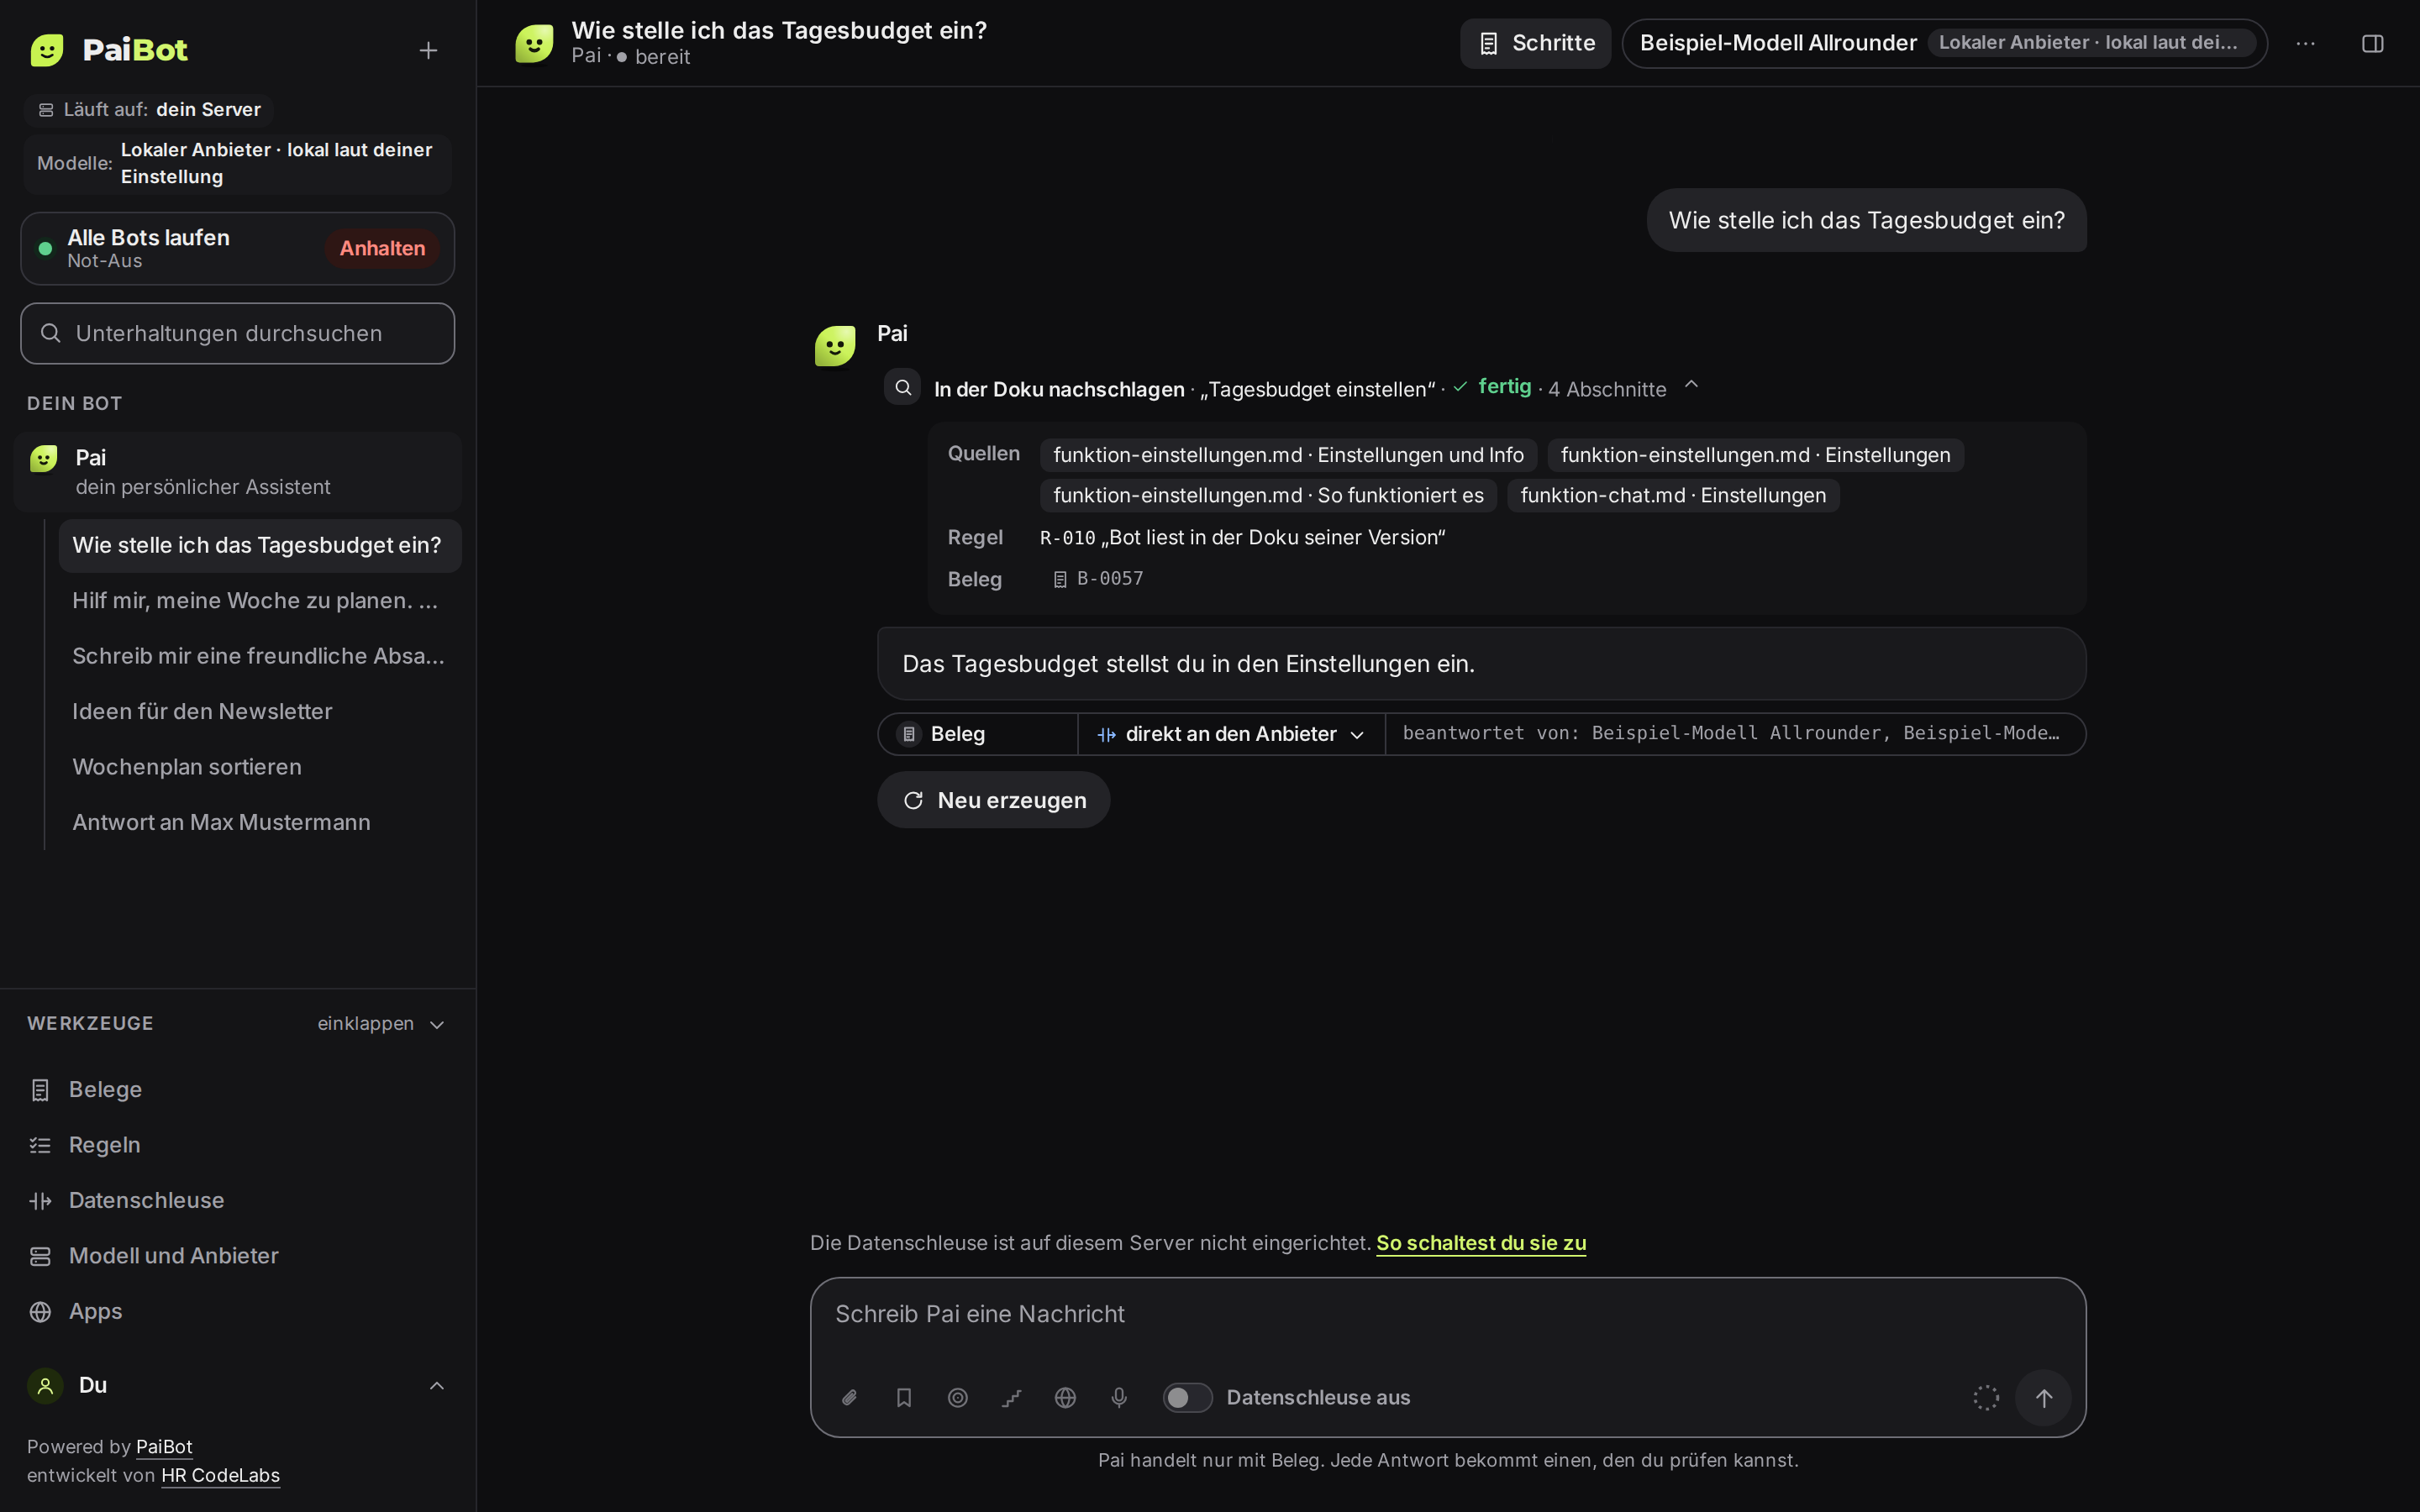 PaiBot
Läuft auf: dein Server
Modelle: Lokaler Anbieter · lokal laut deiner
Einstellung
Alle Bots laufen
Not-Aus
Anhalten
Unterhaltungen durchsuchen
DEIN BOT
Pai
dein persönlicher Assistent
Wie stelle ich das Tagesbudget ein?
Hilf mir, meine Woche zu planen. ...
Schreib mir eine freundliche Absa...
Ideen für den Newsletter
Wochenplan sortieren
Antwort an Max Mustermann
WERKZEUGE einklappen
Belege
Regeln
Datenschleuse
Modell und Anbieter
Apps
Du
Powered by PaiBot
entwickelt von HR CodeLabs
Wie stelle ich das Tagesbudget ein?
Pai · bereit
Schritte
Beispiel-Modell Allrounder Lokaler Anbieter · lokal laut dei...
Wie stelle ich das Tagesbudget ein?
Pai
In der Doku nachschlagen · „Tagesbudget einstellen“ · fertig · 4 Abschnitte
Quellen funktion-einstellungen.md · Einstellungen und Info funktion-einstellungen.md · Einstellungen
funktion-einstellungen.md · So funktioniert es funktion-chat.md · Einstellungen
Regel R-010 „Bot liest in der Doku seiner Version“
Beleg B-0057
Das Tagesbudget stellst du in den Einstellungen ein.
Beleg direkt an den Anbieter beantwortet von: Beispiel-Modell Allrounder, Beispiel-Mode...
Neu erzeugen
Die Datenschleuse ist auf diesem Server nicht eingerichtet. So schaltest du sie zu
Schreib Pai eine Nachricht
Datenschleuse aus
Pai handelt nur mit Beleg. Jede Antwort bekommt einen, den du prüfen kannst.